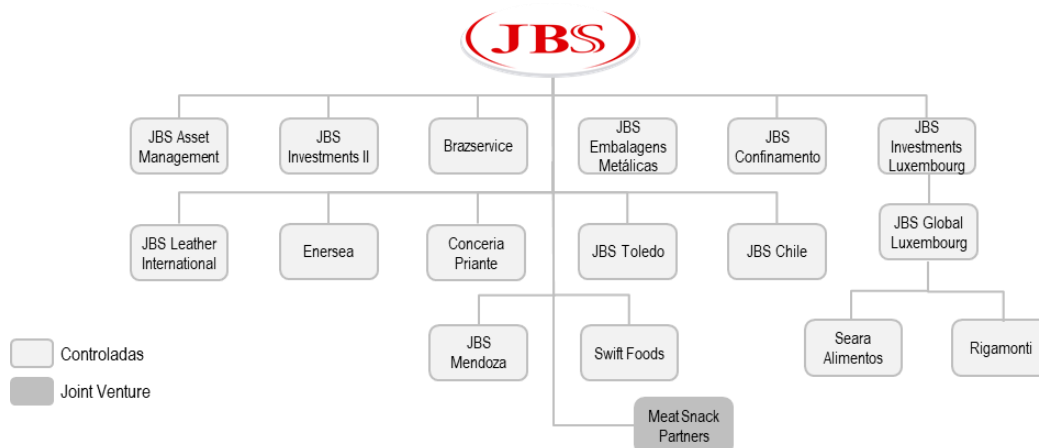 JBS
JBS Asset
Management
JBS
Investments II
Brazservice
JBS
Embalagens
Metálicas
JBS
Confinamento
JBS
Investments
Luxembourg
JBS Leather
International
Enersea
Conceria
Priante
JBS Toledo
JBS Chile
JBS Global
Luxembourg
JBS
Mendoza
Swift Foods
Seara
Alimentos
Rigamonti
Controladas
Joint Venture
Meat Snack
Partners